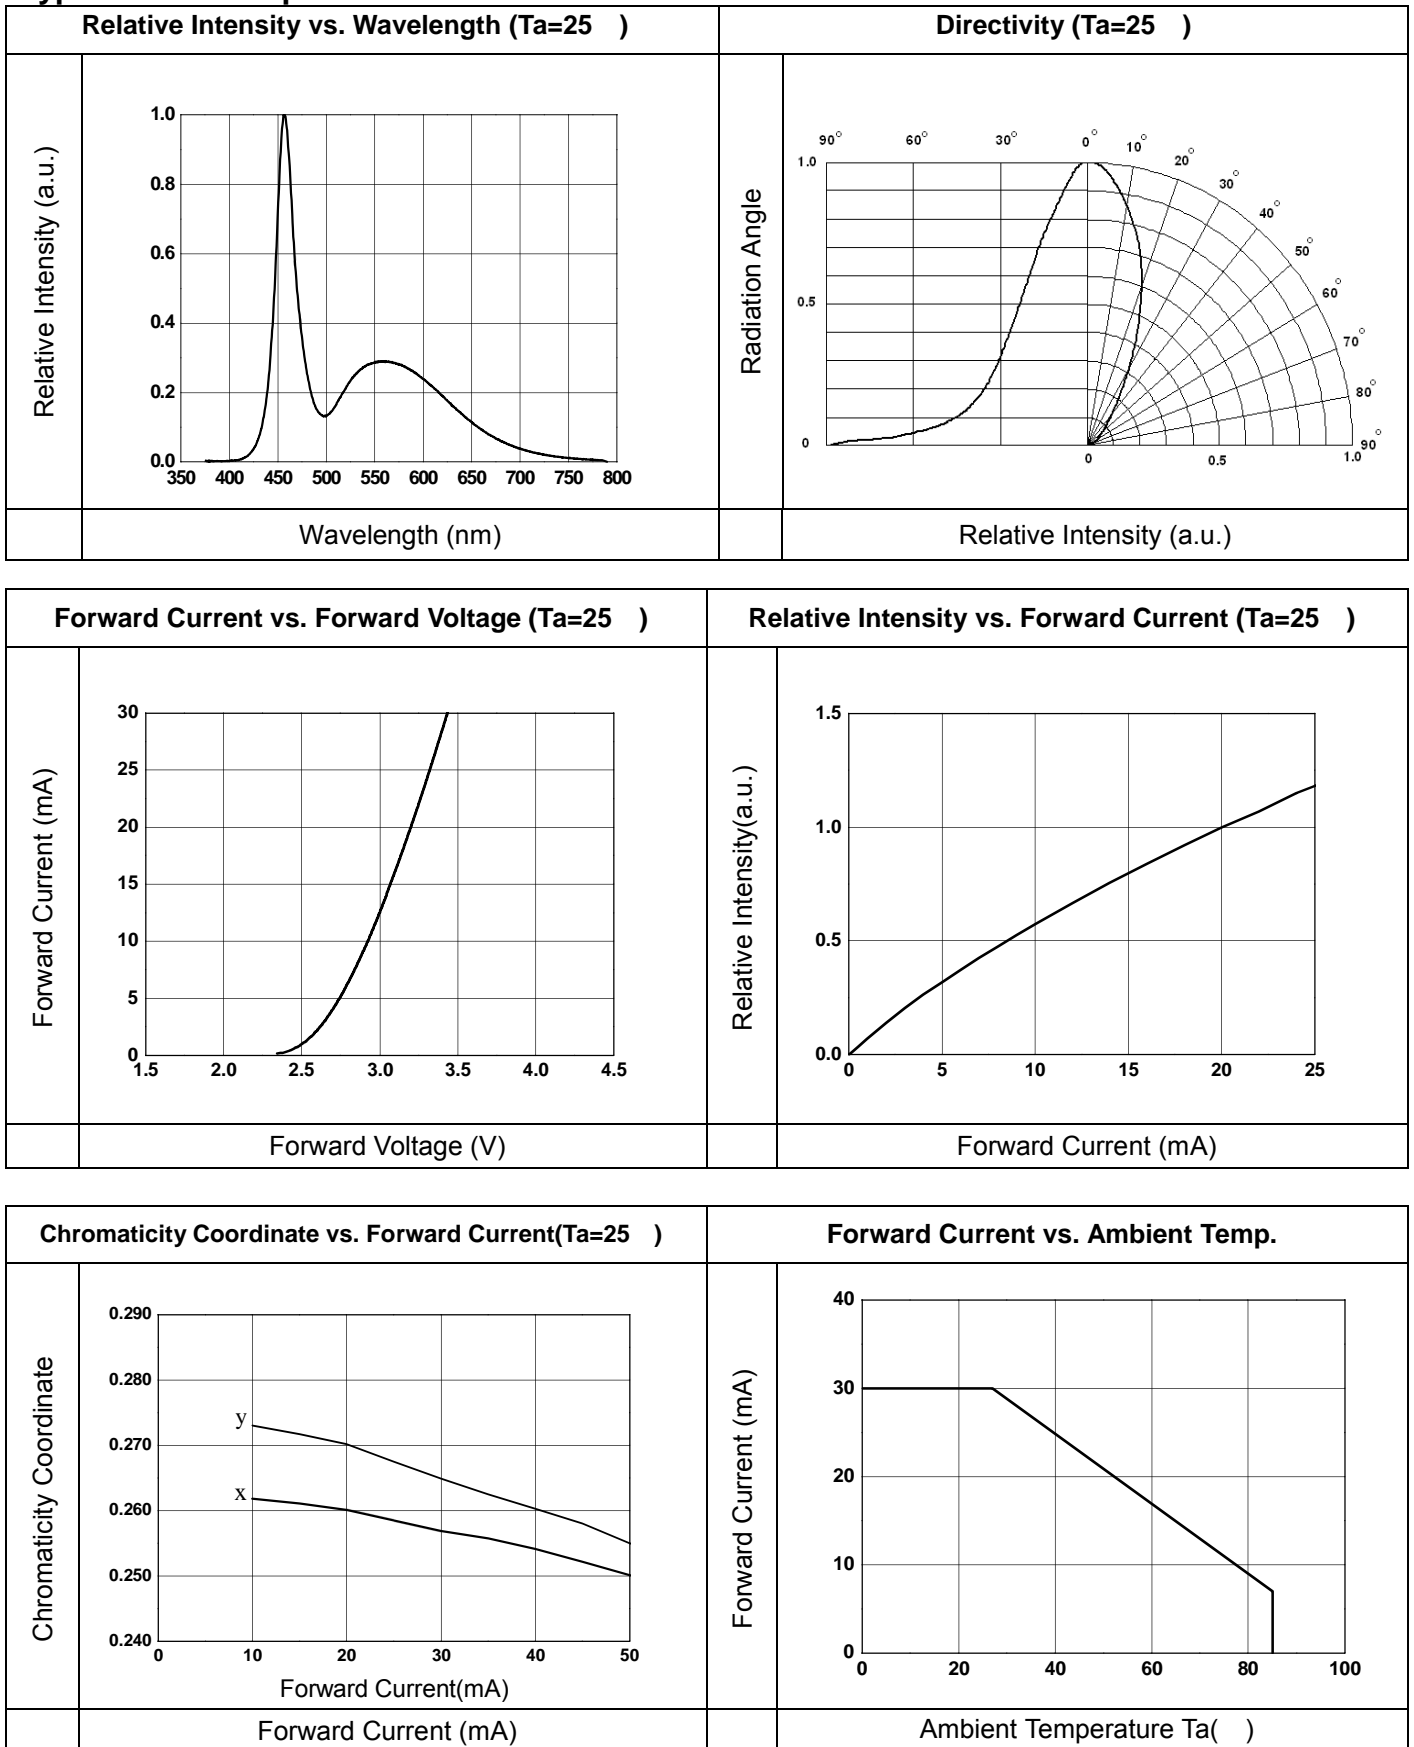 Relative Intensity vs. Wavelength (Ta=25 )
Directivity (Ta=25 )
Relative Intensity (a.u.)
1.0
0.8
0.6
0.4
0.2
0.0
350 400 450 500 550 600 650 700 750 800
Wavelength (nm)
Radiation Angle
90° 60° 30° 0° 10° 20° 30° 40° 50° 60° 70° 80° 90°
1.0
0.5
0
0 0.5 1.0
Relative Intensity (a.u.)
Forward Current vs. Forward Voltage (Ta=25 )
Relative Intensity vs. Forward Current (Ta=25 )
Forward Current (mA)
30
25
20
15
10
5
0
1.5 2.0 2.5 3.0 3.5 4.0 4.5
Forward Voltage (V)
Relative Intensity(a.u.)
1.5
1.0
0.5
0.0
0 5 10 15 20 25
Forward Current (mA)
Chromaticity Coordinate vs. Forward Current(Ta=25 )
Forward Current vs. Ambient Temp.
Chromaticity Coordinate
0.290
0.280
0.270
0.260
0.250
0.240
y
x
0 10 20 30 40 50
Forward Current(mA)
Forward Current (mA)
Forward Current (mA)
40
30
20
10
0
0 20 40 60 80 100
Ambient Temperature Ta( )